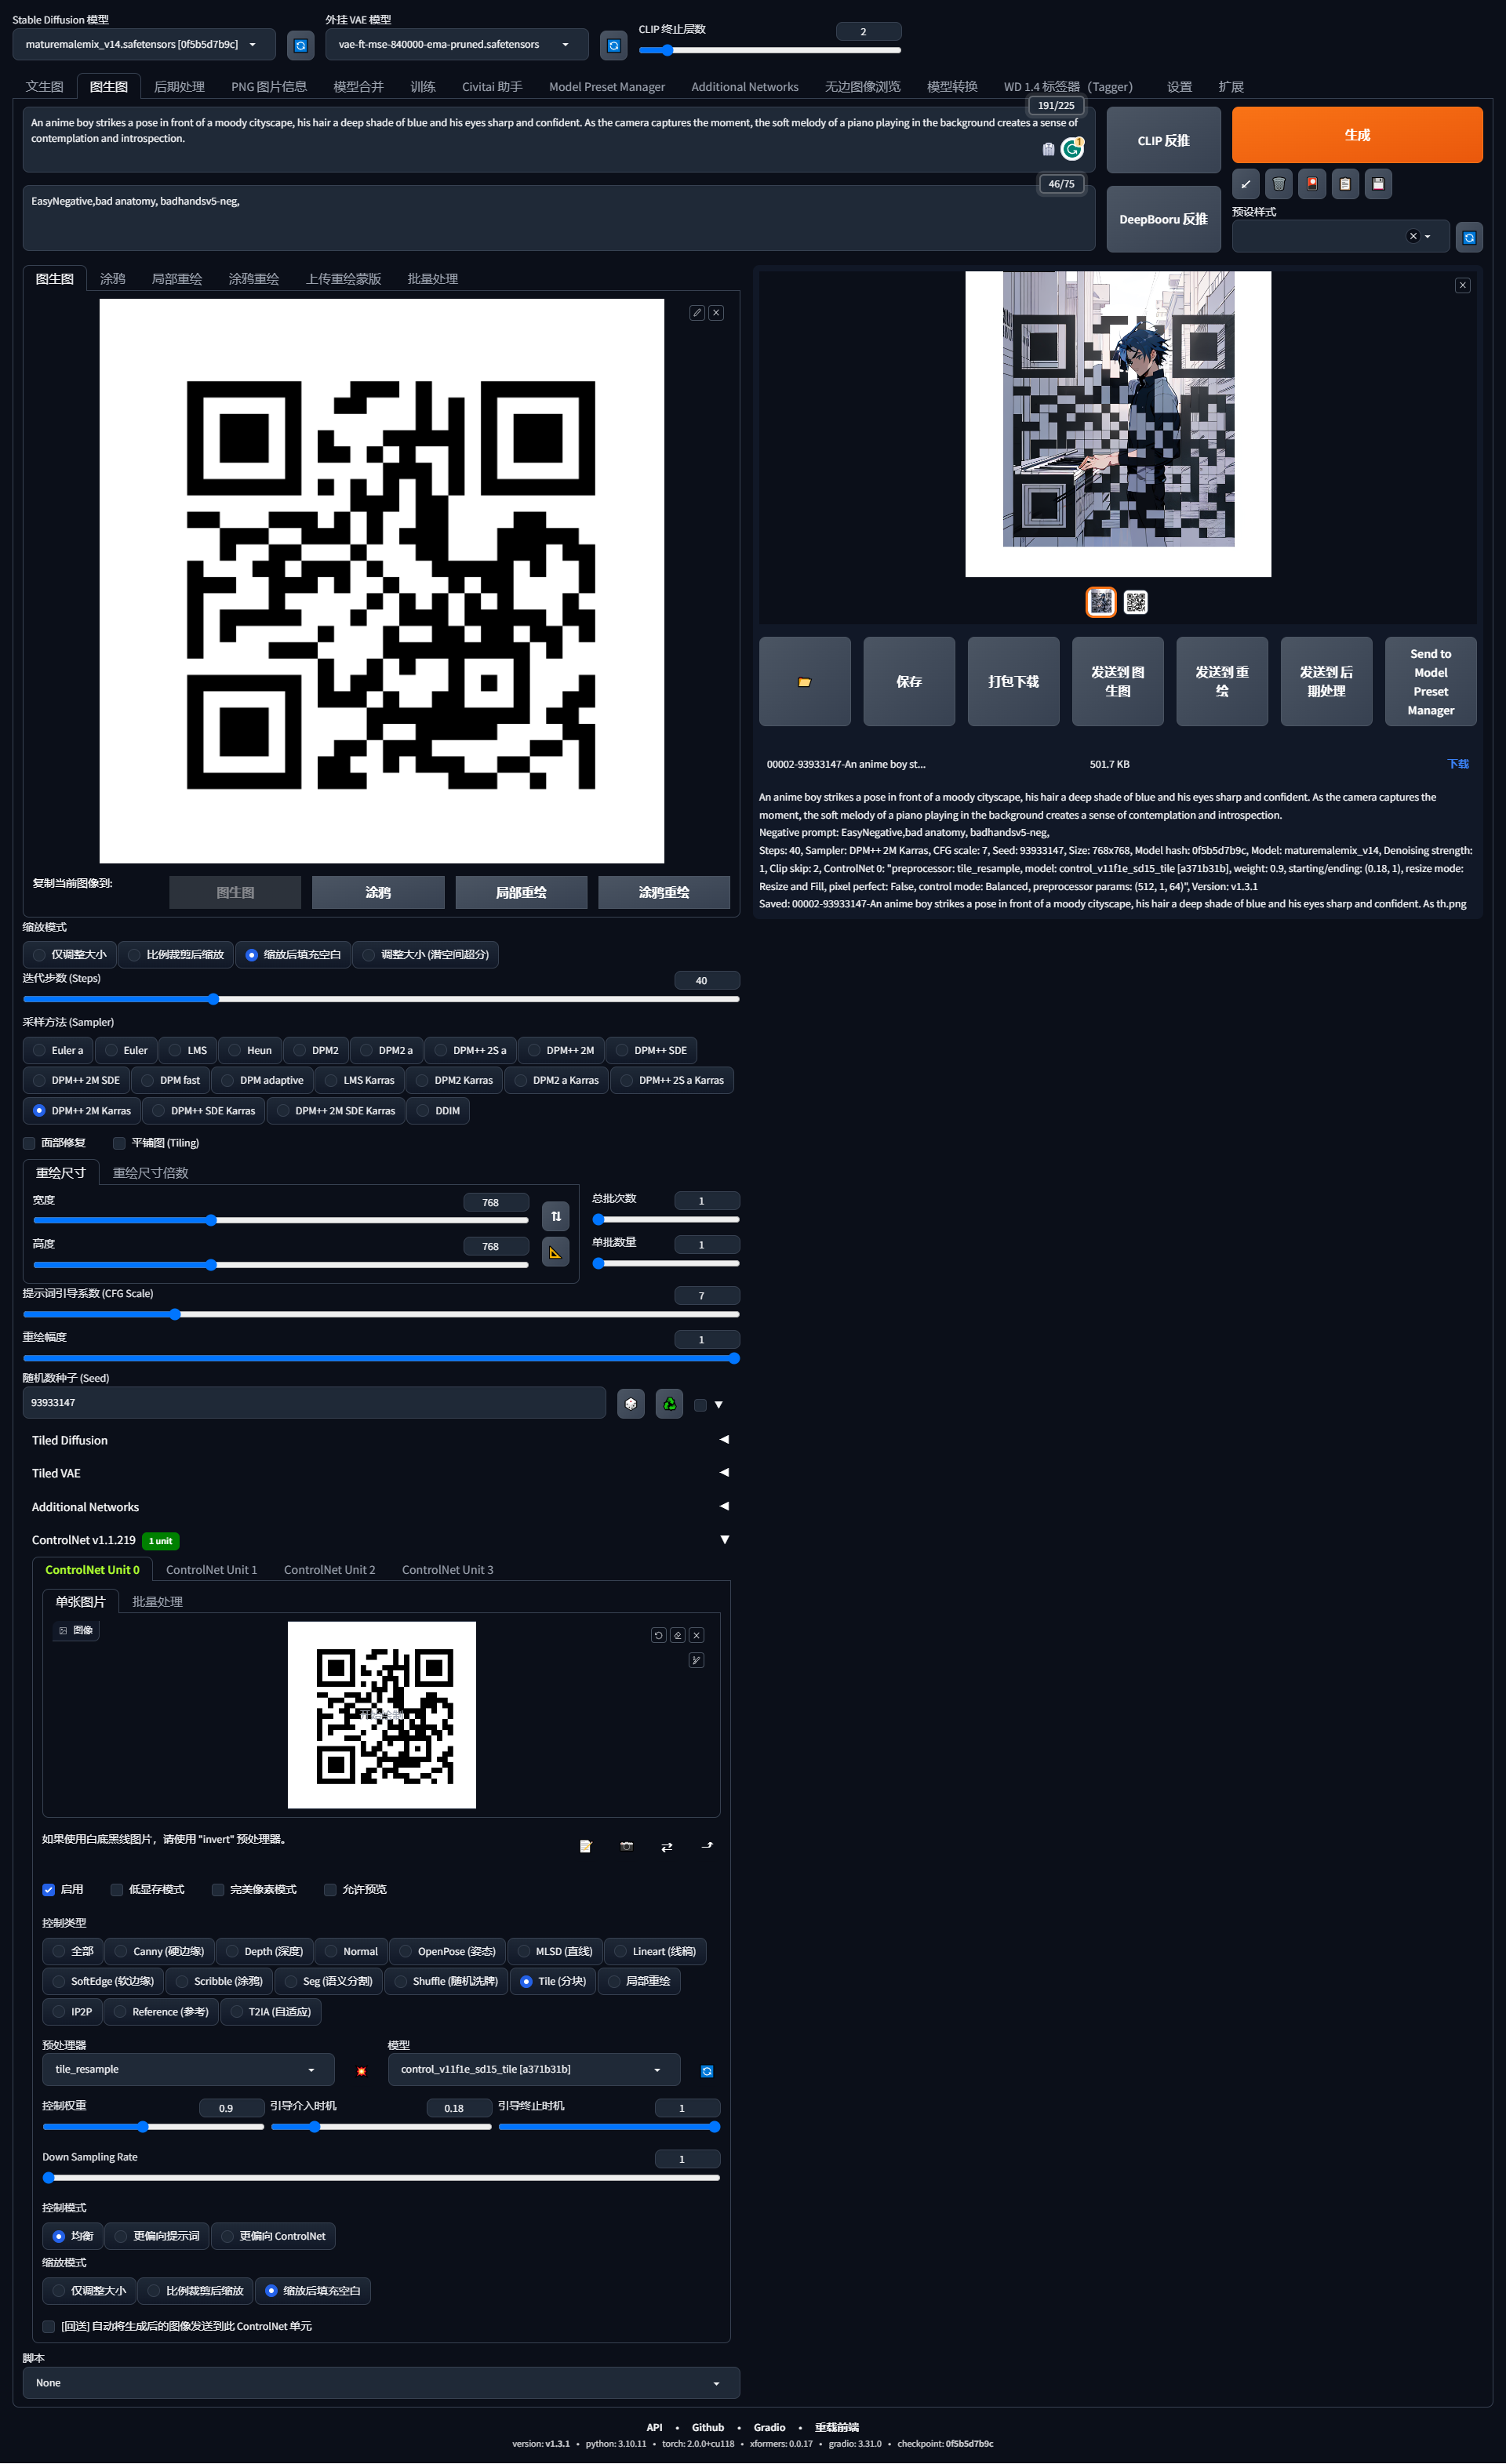 Stable Diffusion 模型
外挂 VAE 模型
CLIP 终止层数
2
maturemalemix_v14.safetensors [0f5b5d7b9c]
vae-ft-mse-840000-ema-pruned.safetensors
文生图 图生图 后期处理 PNG 图片信息 模型合并 训练 Civitai 助手 Model Preset Manager Additional Networks 无边图像浏览 模型转换 WD 1.4 标签器（Tagger） 设置 扩展
191/225
An anime boy strikes a pose in front of a moody cityscape, his hair a deep shade of blue and his eyes sharp and confident. As the camera captures the moment, the soft melody of a piano playing in the background creates a sense of
contemplation and introspection.
1
CLIP 反推
生成
46/75
EasyNegative,bad anatomy, badhandsv5-neg,
DeepBooru 反推
预设样式
图生图 涂鸦 局部重绘 涂鸦重绘 上传重绘蒙版 批量处理
保存
打包下载
发送到 图
生图
发送到 重
绘
发送到 后
期处理
Send to
Model
Preset
Manager
00002-93933147-An anime boy st... 501.7 KB 下载
An anime boy strikes a pose in front of a moody cityscape, his hair a deep shade of blue and his eyes sharp and confident. As the camera captures the
moment, the soft melody of a piano playing in the background creates a sense of contemplation and introspection.
Negative prompt: EasyNegative,bad anatomy, badhandsv5-neg,
Steps: 40, Sampler: DPM++ 2M Karras, CFG scale: 7, Seed: 93933147, Size: 768x768, Model hash: 0f5b5d7b9c, Model: maturemalemix_v14, Denoising strength:
1, Clip skip: 2, ControlNet 0: "preprocessor: tile_resample, model: control_v11f1e_sd15_tile [a371b31b], weight: 0.9, starting/ending: (0.18, 1), resize mode:
Resize and Fill, pixel perfect: False, control mode: Balanced, preprocessor params: (512, 1, 64)", Version: v1.3.1
Saved: 00002-93933147-An anime boy strikes a pose in front of a moody cityscape, his hair a deep shade of blue and his eyes sharp and confident. As th.png
复制当前图像到:
图生图 涂鸦 局部重绘 涂鸦重绘
缩放模式
仅调整大小 比例裁剪后缩放 缩放后填充空白 调整大小 (潜空间超分)
迭代步数 (Steps) 40
采样方法 (Sampler)
Euler a Euler LMS Heun DPM2 DPM2 a DPM++ 2S a DPM++ 2M DPM++ SDE
DPM++ 2M SDE DPM fast DPM adaptive LMS Karras DPM2 Karras DPM2 a Karras DPM++ 2S a Karras
DPM++ 2M Karras DPM++ SDE Karras DPM++ 2M SDE Karras DDIM
面部修复 平铺图 (Tiling)
重绘尺寸 重绘尺寸倍数
宽度 768
总批次数 1
高度 768
单批数量 1
提示词引导系数 (CFG Scale) 7
重绘幅度 1
随机数种子 (Seed)
93933147
Tiled Diffusion
Tiled VAE
Additional Networks
ControlNet v1.1.219 1 unit
ControlNet Unit 0 ControlNet Unit 1 ControlNet Unit 2 ControlNet Unit 3
单张图片 批量处理
图像
如果使用白底黑线图片，请使用 "invert" 预处理器。
启用 低显存模式 完美像素模式 允许预览
控制类型
全部 Canny (硬边缘) Depth (深度) Normal OpenPose (姿态) MLSD (直线) Lineart (线稿)
SoftEdge (软边缘) Scribble (涂鸦) Seg (语义分割) Shuffle (随机洗牌) Tile (分块) 局部重绘
IP2P Reference (参考) T2IA (自适应)
预处理器 模型
tile_resample control_v11f1e_sd15_tile [a371b31b]
控制权重 0.9 引导介入时机 0.18 引导终止时机 1
Down Sampling Rate 1
控制模式
均衡 更偏向提示词 更偏向 ControlNet
缩放模式
仅调整大小 比例裁剪后缩放 缩放后填充空白
[回送] 自动将生成后的图像发送到此 ControlNet 单元
脚本
None
API • Github • Gradio • 重载前端
version: v1.3.1 • python: 3.10.11 • torch: 2.0.0+cu118 • xformers: 0.0.17 • gradio: 3.31.0 • checkpoint: 0f5b5d7b9c